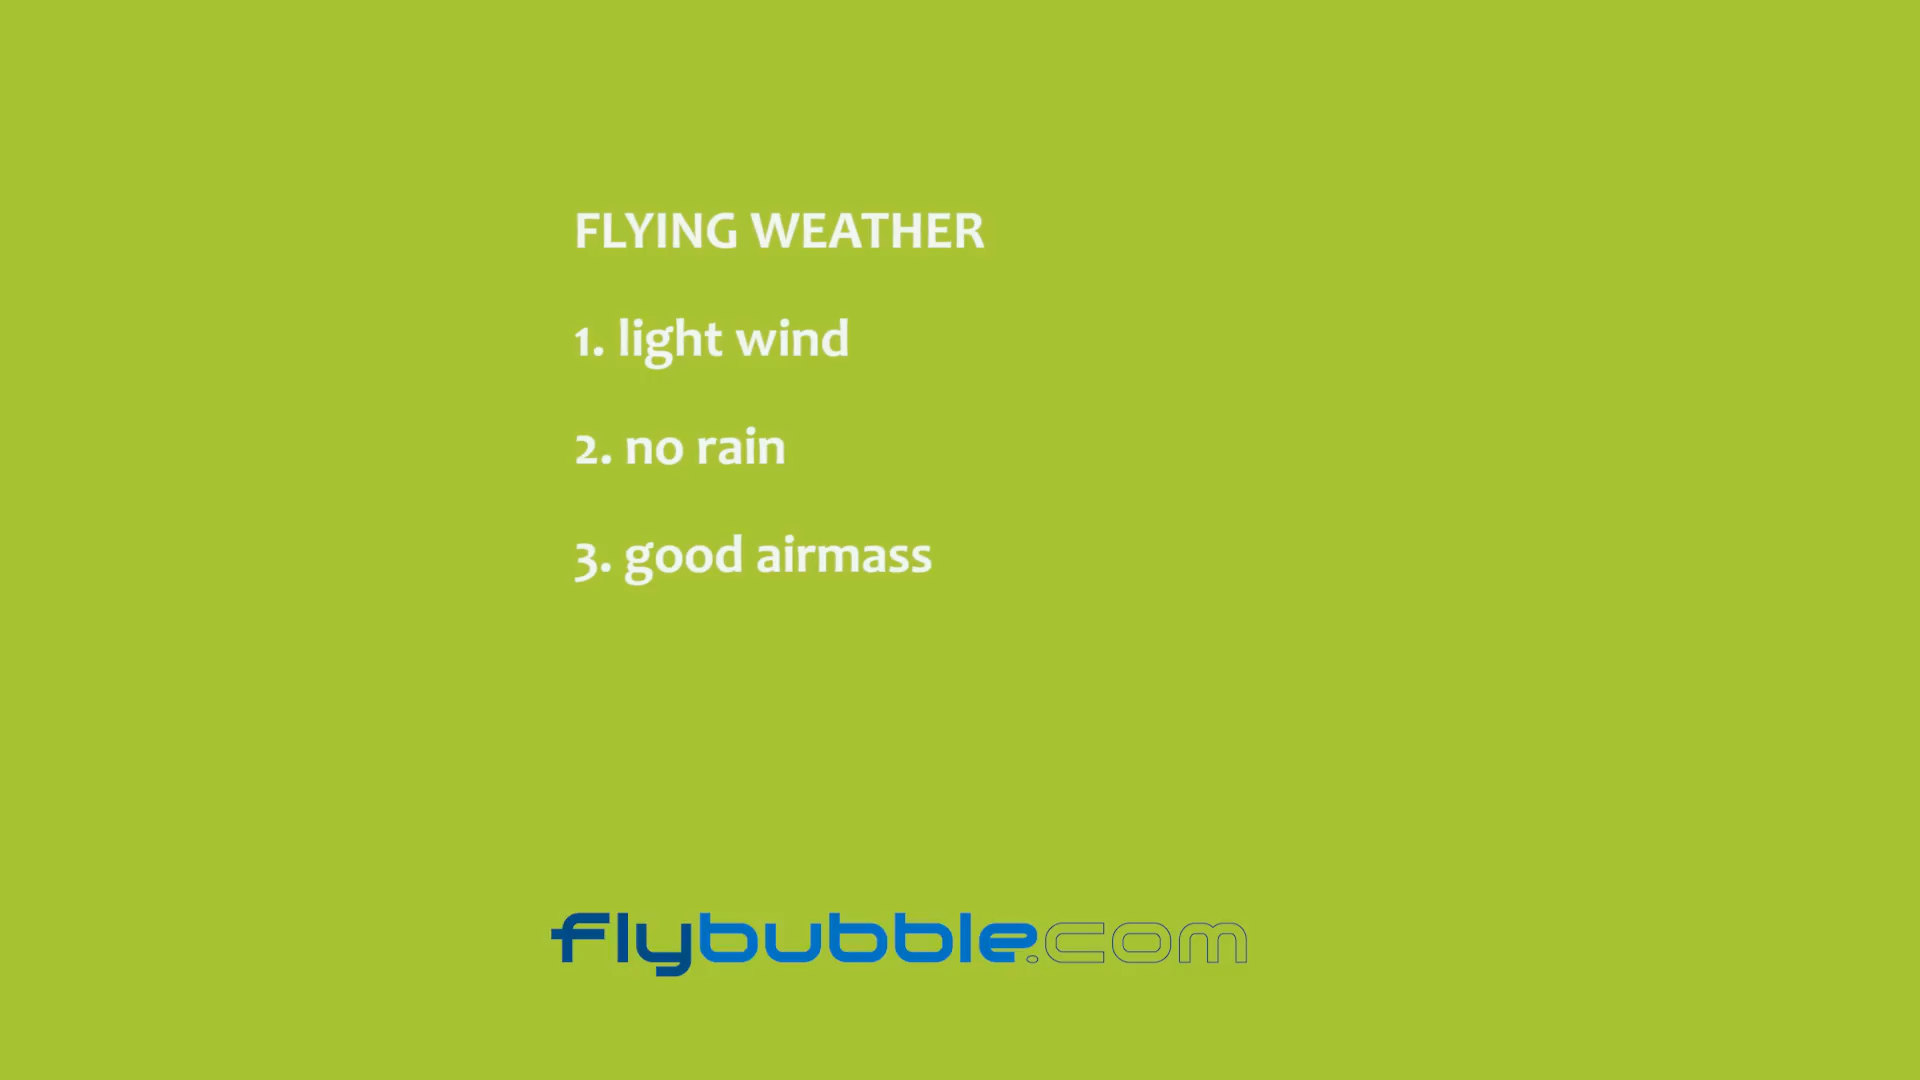 FLYING WEATHER
1. light wind
2. no rain
3. good airmass
flybubble.com